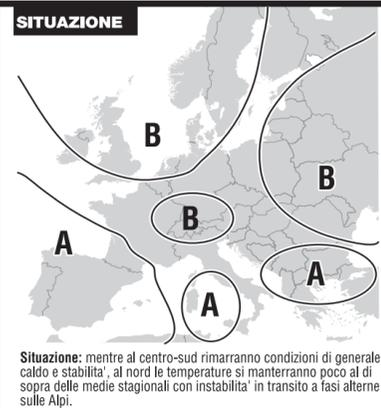 SITUAZIONE
B
B
B
A
A
A
Situazione: mentre al centro-sud rimarranno condizioni di generale
caldo e stabilita', al nord le temperature si manterranno poco al di
sopra delle medie stagionali con instabilita' in transito a fasi alterne
sulle Alpi.